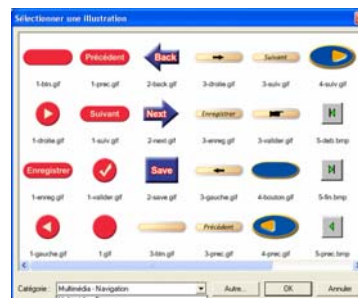 Sélectionner une illustration
Précédent Back Suivant
1-btn.gif 1-prec.gif 2-back.gif 3-droite.gif 3-suiv.gif 4-suiv.gif
Suivant Next Enregistrer
1-droite.gif 1-suiv.gif 2-next.gif 3-enreg.gif 3-valider.gif 5-deb.bmp
Enregistrer Save
1-enreg.gif 1-valider.gif 2-save.gif 3-gauche.gif 4-bouton.gif 5-fin.bmp
Précédent
1-gauche.gif 1.gif 3-btn.gif 3-prec.gif 4-prec.gif 5-prec.bmp
Catégorie : Multimédia - Navigation Autre... OK Annuler